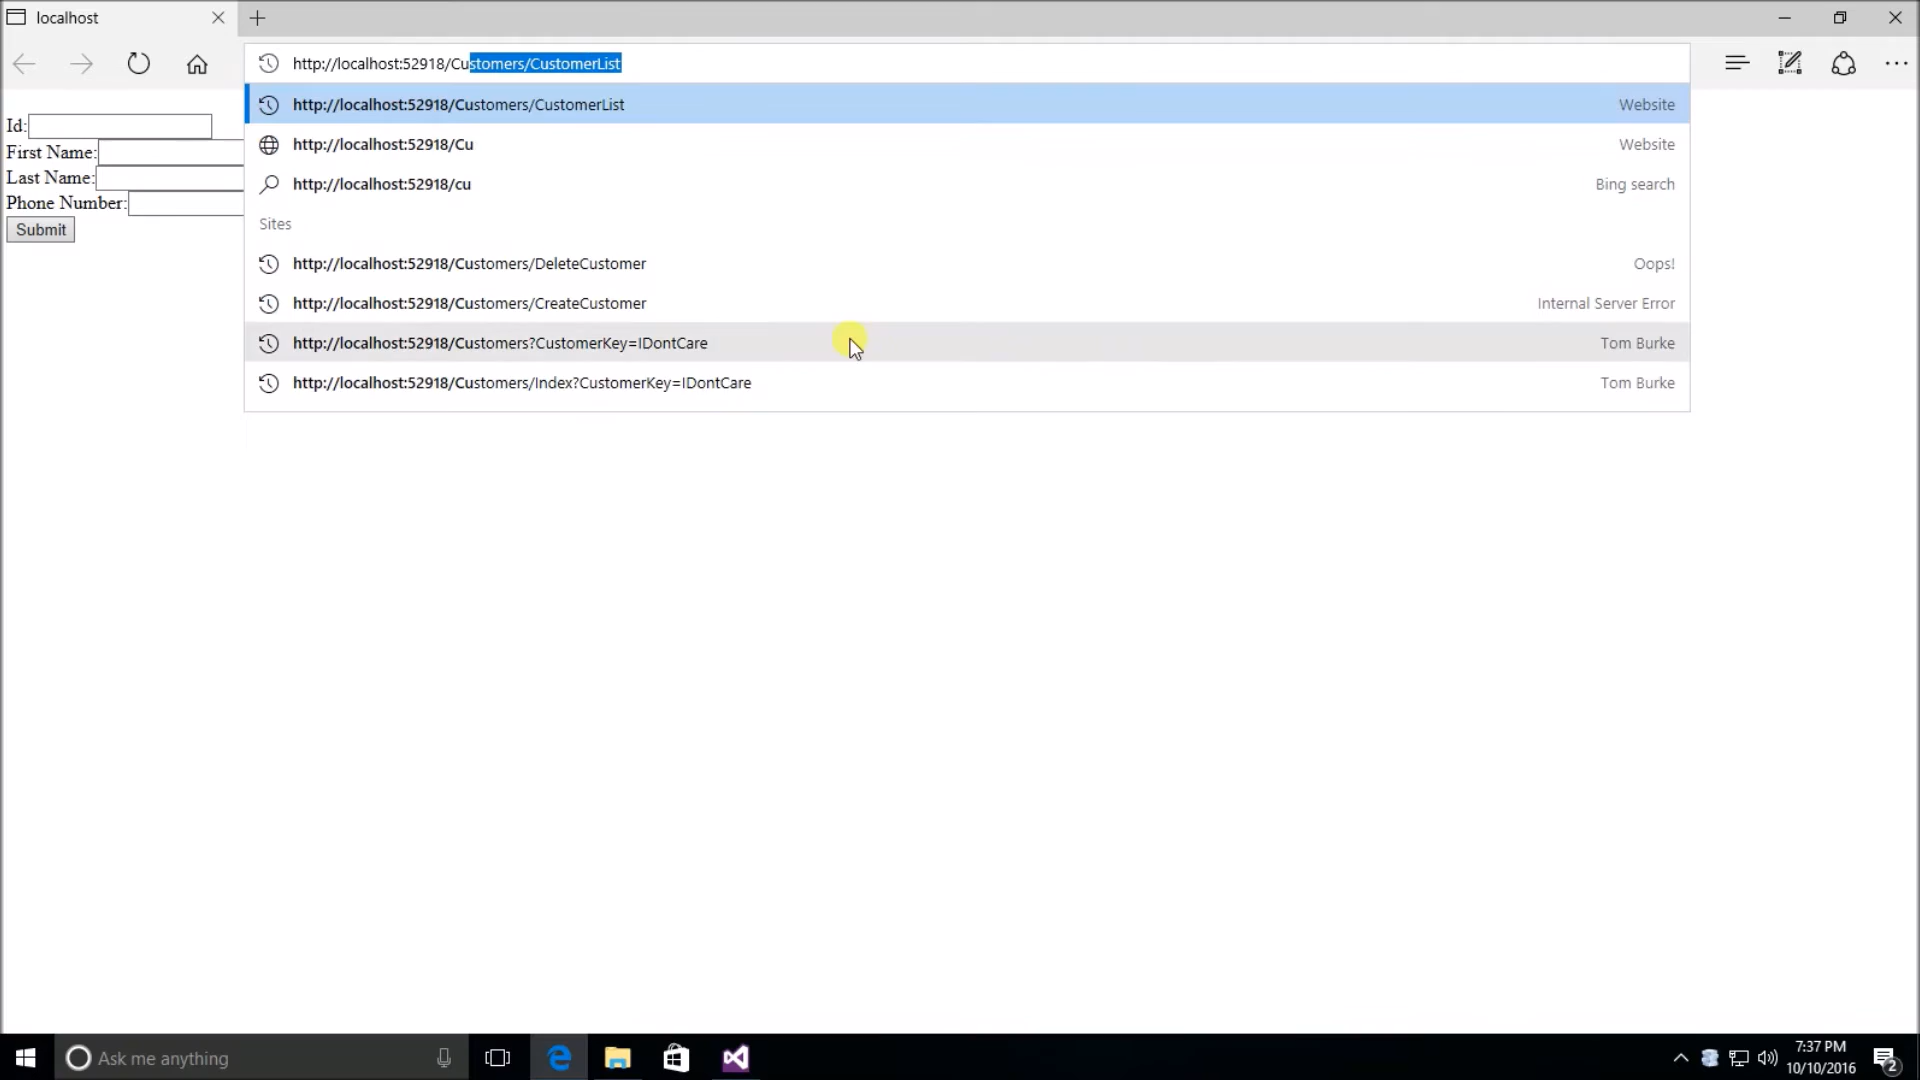 localhost
http://localhost:52918/Customers/CustomerList
http://localhost:52918/Customers/CustomerList Website
http://localhost:52918/Cu Website
http://localhost:52918/cu Bing search
Sites
http://localhost:52918/Customers/DeleteCustomer Oops!
http://localhost:52918/Customers/CreateCustomer Internal Server Error
http://localhost:52918/Customers?CustomerKey=IDontCare Tom Burke
http://localhost:52918/Customers/Index?CustomerKey=IDontCare Tom Burke
Id:
First Name:
Last Name:
Phone Number:
Submit
Ask me anything
7:37 PM
10/10/2016
2